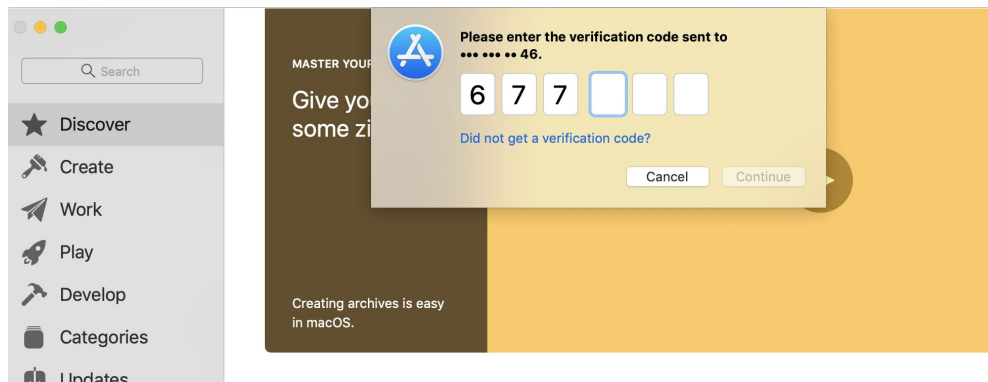 Search
Discover
Create
Work
Play
Develop
Categories
Updates
MASTER YOUR
Give yo
some zi
Creating archives is easy
in macOS.
Please enter the verification code sent to
••• ••• •• 46.
6 7 7
Did not get a verification code?
Cancel
Continue